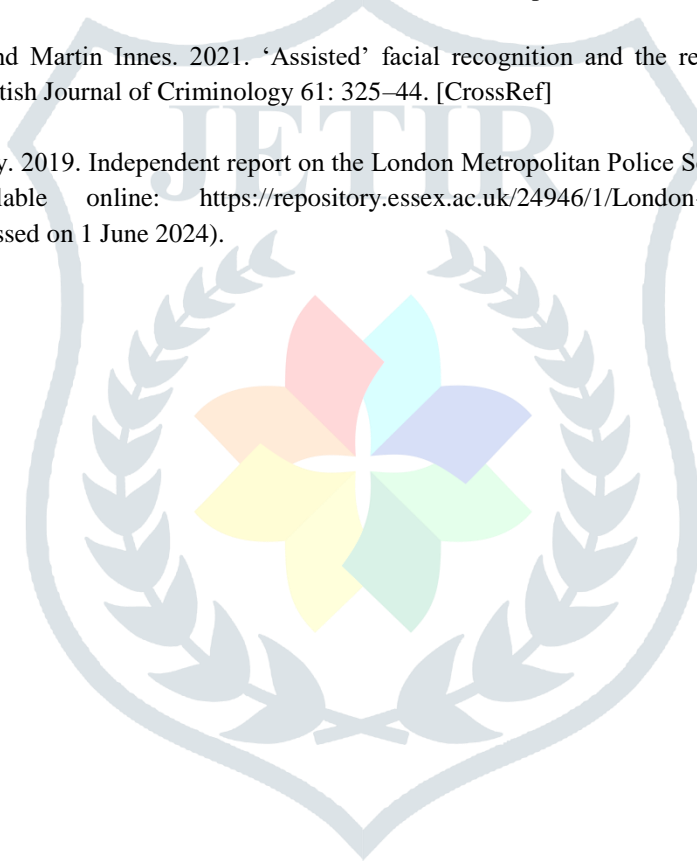 nd Martin Innes. 2021. ‘Assisted’ facial recognition and the re
tish Journal of Criminology 61: 325–44. [CrossRef]
JETIR
y. 2019. Independent report on the London Metropolitan Police S
lable online: https://repository.essex.ac.uk/24946/1/London-
ssed on 1 June 2024).